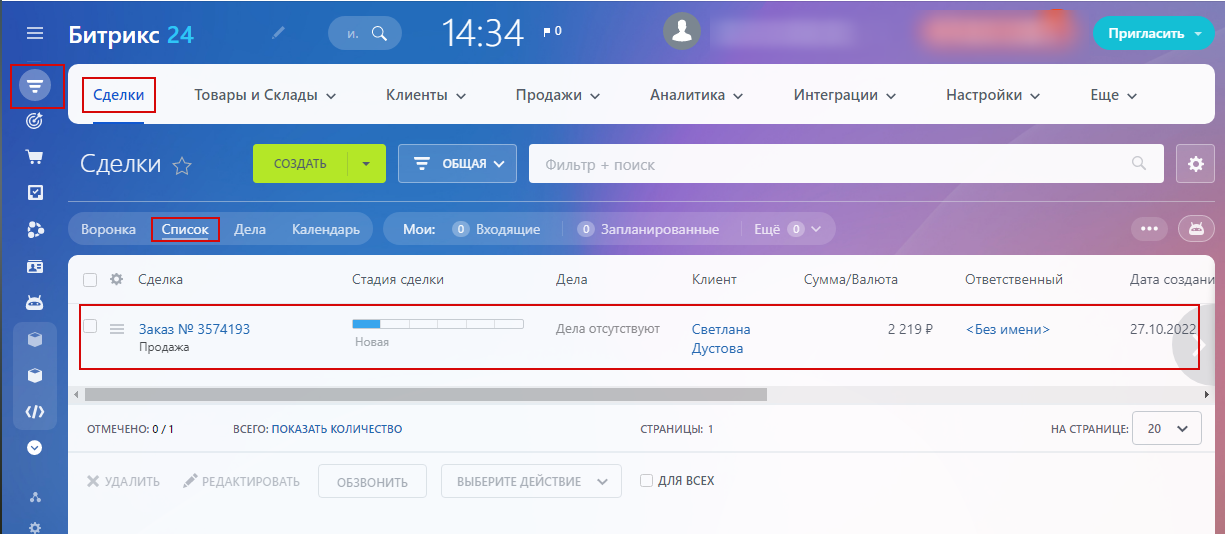 Битрикс 24
и.
14:34
0
Пригласить
Сделки
Товары и Склады
Клиенты
Продажи
Аналитика
Интеграции
Настройки
Еще
Сделки
СОЗДАТЬ
ОБЩАЯ
Фильтр + поиск
Воронка
Список
Дела
Календарь
Мои:
0 Входящие
0 Запланированные
Ещё 0
Сделка
Стадия сделки
Дела
Клиент
Сумма/Валюта
Ответственный
Дата создани
Заказ № 3574193
Продажа
Новая
Дела отсутствуют
Светлана
Дустова
2 219 ₽
<Без имени>
27.10.2022
ОТМЕЧЕНО: 0 / 1
ВСЕГО: ПОКАЗАТЬ КОЛИЧЕСТВО
СТРАНИЦЫ: 1
НА СТРАНИЦЕ: 20
УДАЛИТЬ
РЕДАКТИРОВАТЬ
ОБЗВОНИТЬ
ВЫБЕРИТЕ ДЕЙСТВИЕ
ДЛЯ ВСЕХ